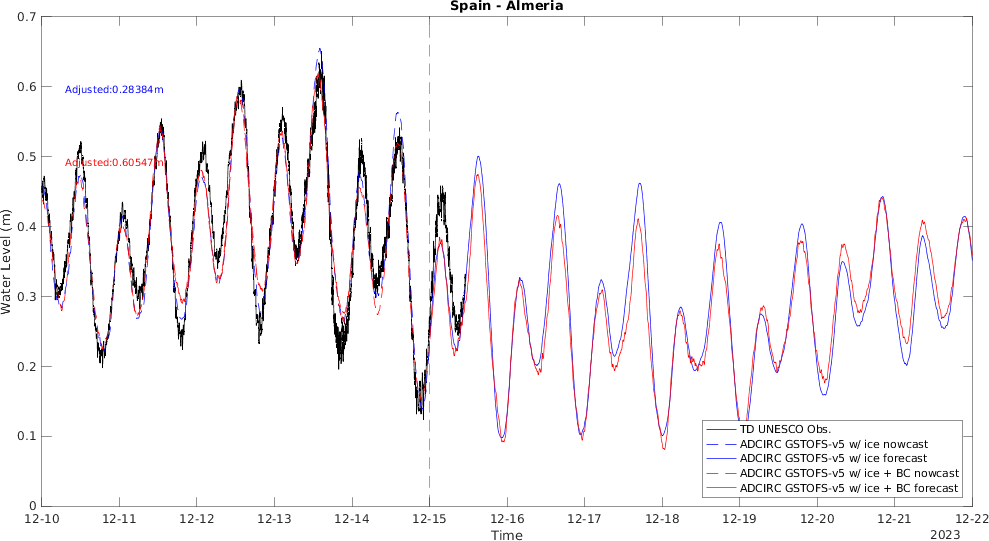 Spain - Almeria
0.7
0.6
0.5
0.4
0.3
0.2
0.1
0
Water Level (m)
Adjusted:0.28384m
Adjusted:0.60547m
TD UNESCO Obs.
ADCIRC GSTOFS-v5 w/ ice nowcast
ADCIRC GSTOFS-v5 w/ ice forecast
ADCIRC GSTOFS-v5 w/ ice + BC nowcast
ADCIRC GSTOFS-v5 w/ ice + BC forecast
12-10 12-11 12-12 12-13 12-14 12-15 12-16 12-17 12-18 12-19 12-20 12-21 12-22
Time
2023